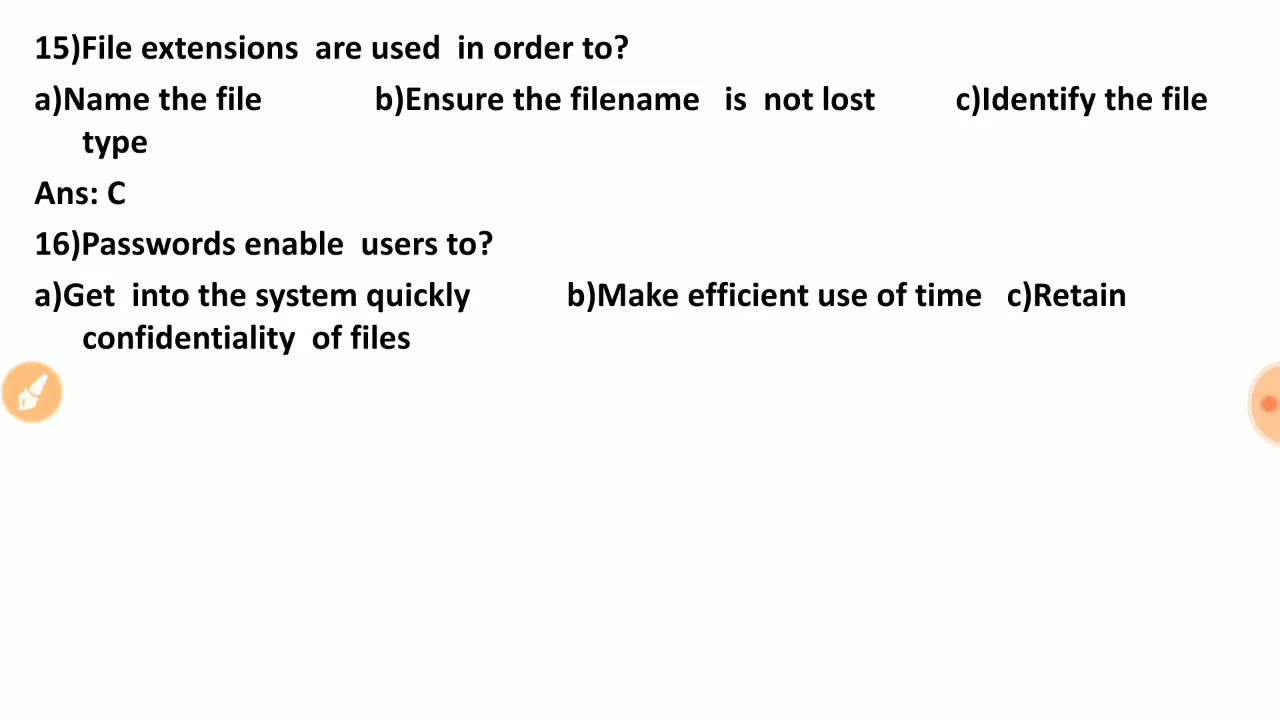 15)File extensions are used in order to?
a)Name the file b)Ensure the filename is not lost c)Identify the file
type
Ans: C
16)Passwords enable users to?
a)Get into the system quickly b)Make efficient use of time c)Retain
confidentiality of files